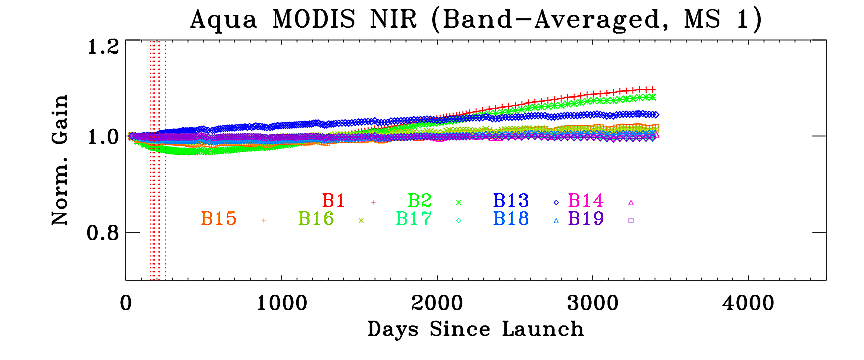 Aqua MODIS NIR (Band-Averaged, MS 1)
1.2
1.0
0.8
Norm. Gain
B1 B2 B13 B14
B15 B16 B17 B18 B19
0 1000 2000 3000 4000
Days Since Launch